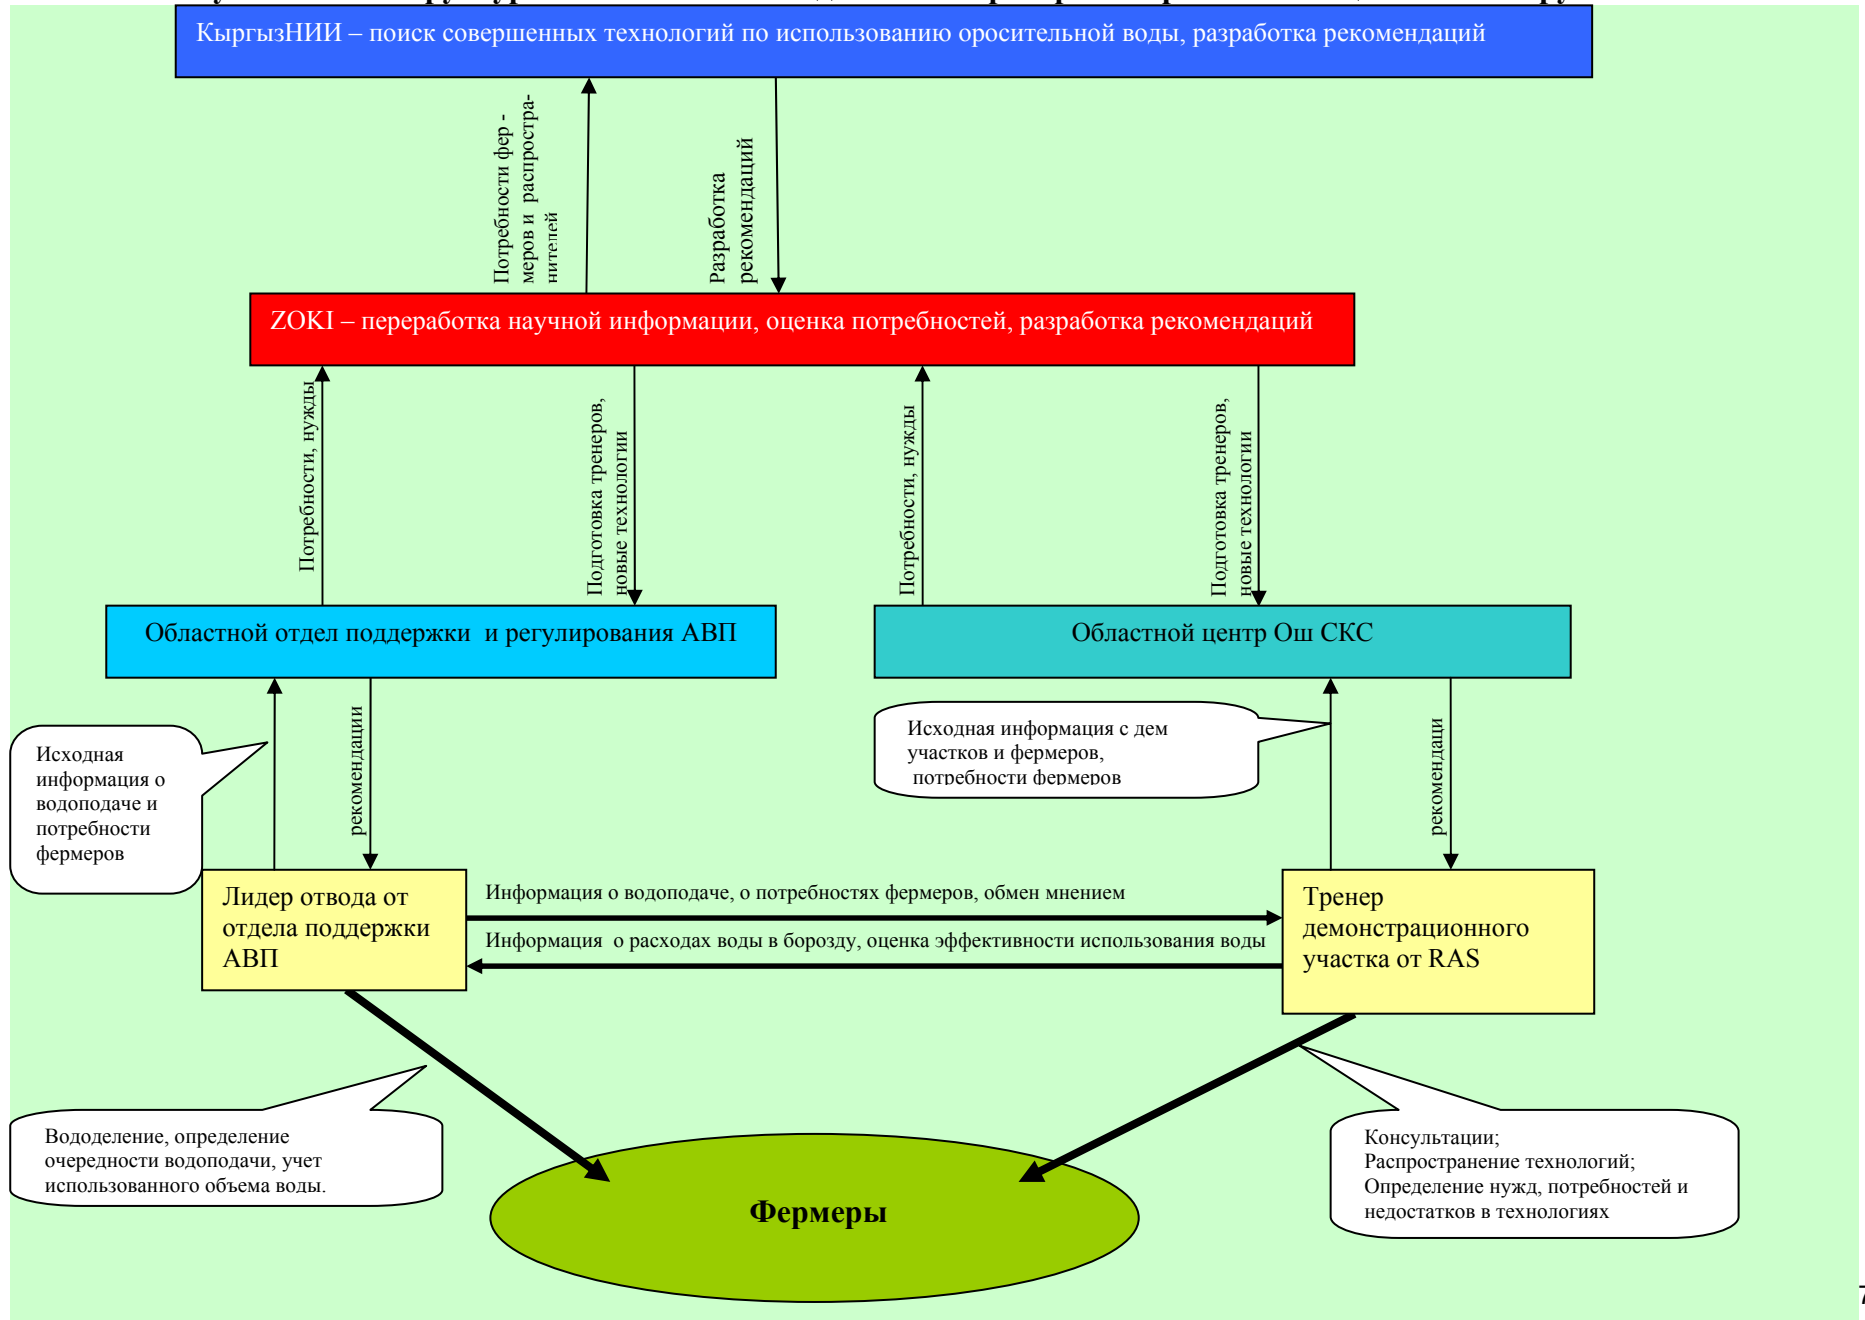 КыргызНИИ – поиск совершенных технологий по использованию оросительной воды, разработка рекомендаций
Потребности фер -
меров и распростра-
нителей
Разработка
рекомендаций
ZOKI – переработка научной информации, оценка потребностей, разработка рекомендаций
Потребности, нужды
Подготовка тренеров,
новые технологии
Потребности, нужды
Подготовка тренеров,
новые технологии
Областной отдел поддержки и регулирования АВП
Областной центр Ош СКС
Исходная
информация о
водоподаче и
потребности
фермеров
рекомендации
Исходная информация с дем
участков и фермеров,
потребности фермеров
рекомендаци
Лидер отвода от
отдела поддержки
АВП
Информация о водоподаче, о потребностях фермеров, обмен мнением
Информация о расходах воды в борозду, оценка эффективности использования воды
Тренер
демонстрационного
участка от RAS
Вододеление, определение
очередности водоподачи, учет
использованного объема воды.
Фермеры
Консультации;
Распространение технологий;
Определение нужд, потребностей и
недостатков в технологиях
7